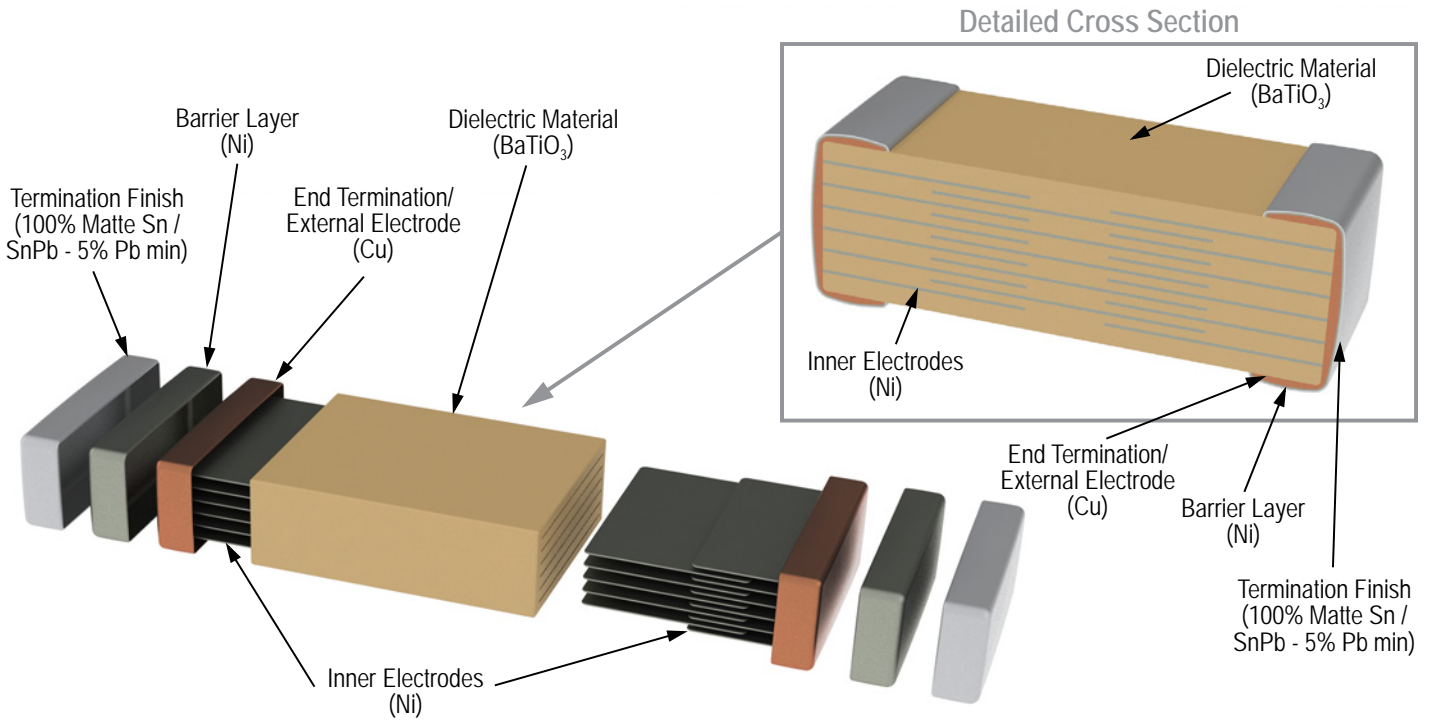 Detailed Cross Section
Dielectric Material
(BaTiO₃)
Inner Electrodes
(Ni)
End Termination/
External Electrode
(Cu)
Barrier Layer
(Ni)
Termination Finish
(100% Matte Sn /
SnPb - 5% Pb min)
Termination Finish
(100% Matte Sn /
SnPb - 5% Pb min)
Barrier Layer
(Ni)
End Termination/
External Electrode
(Cu)
Dielectric Material
(BaTiO₃)
Inner Electrodes
(Ni)